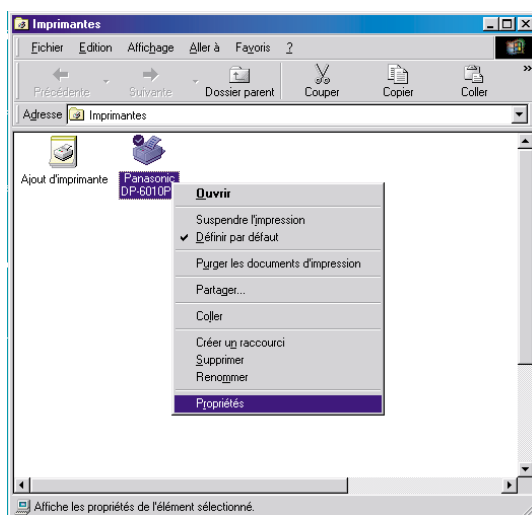 Imprimantes
Fichier Edition Affichage Aller à Favoris ?
Précédente Suivante Dossier parent Couper Copier Coller »
Adresse Imprimantes
Ajout d'imprimante
Panasonic
DP-6010P
Ouvrir
Suspendre l'impression
Définir par défaut
Purger les documents d'impression
Partager...
Coller
Créer un raccourci
Supprimer
Renommer
Propriétés
Affiche les propriétés de l'élément sélectionné.